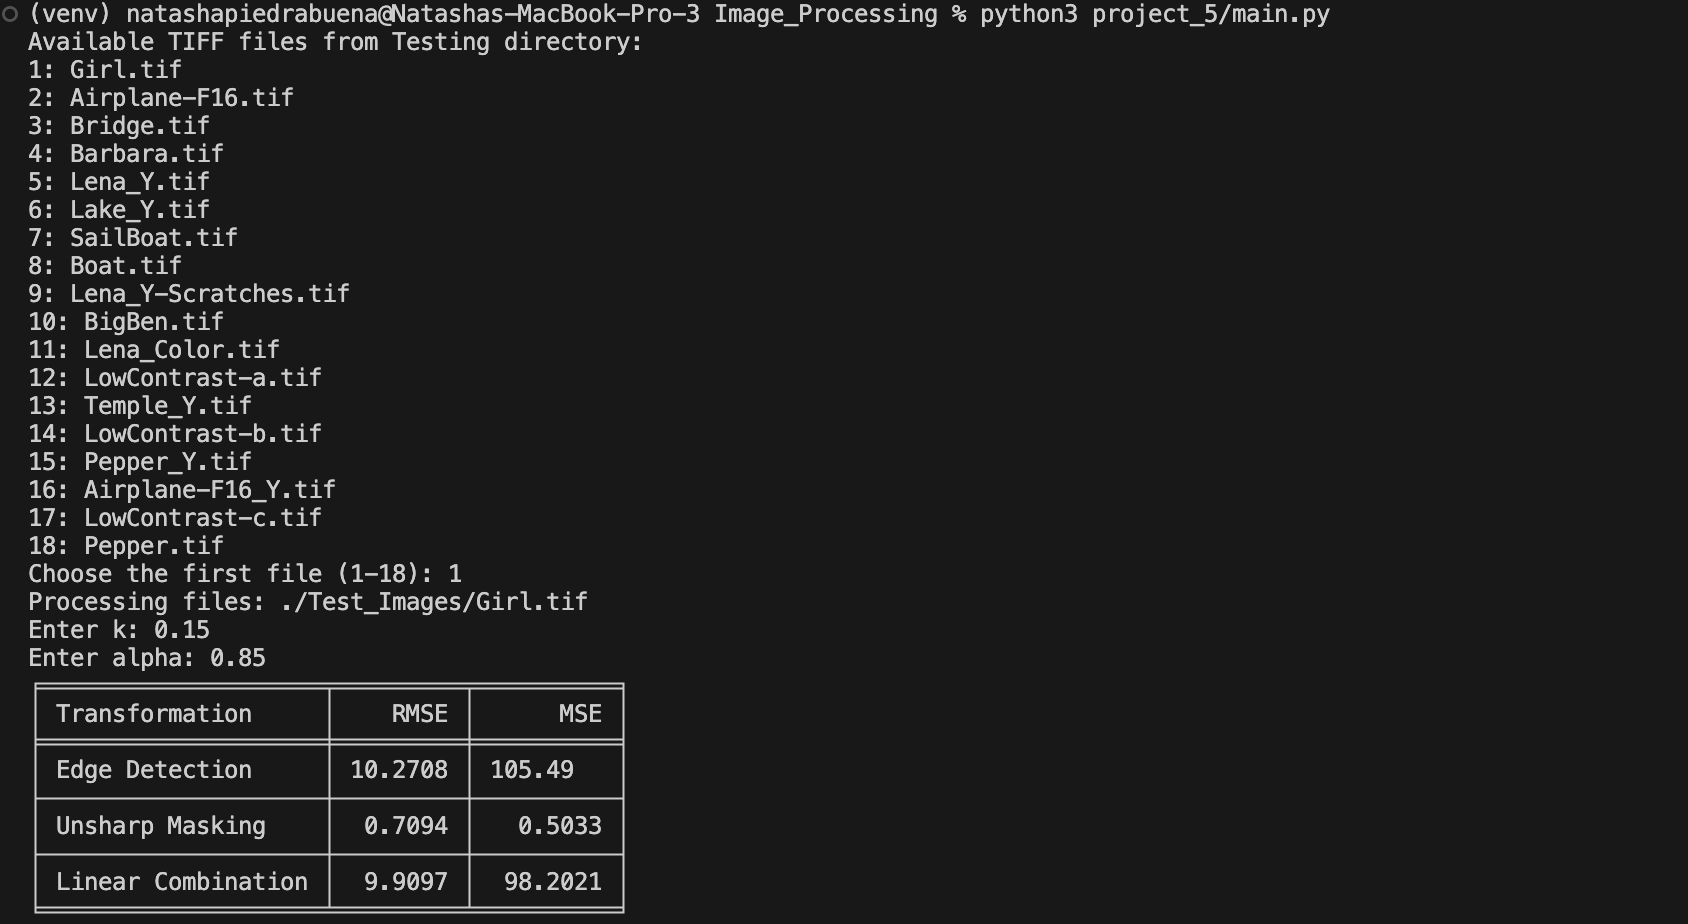 (venv) natashapiedrabuena@Natashas-MacBook-Pro-3 Image_Processing % python3 project_5/main.py
Available TIFF files from Testing directory:
1: Girl.tif
2: Airplane-F16.tif
3: Bridge.tif
4: Barbara.tif
5: Lena_Y.tif
6: Lake_Y.tif
7: SailBoat.tif
8: Boat.tif
9: Lena_Y-Scratches.tif
10: BigBen.tif
11: Lena_Color.tif
12: LowContrast-a.tif
13: Temple_Y.tif
14: LowContrast-b.tif
15: Pepper_Y.tif
16: Airplane-F16_Y.tif
17: LowContrast-c.tif
18: Pepper.tif
Choose the first file (1-18): 1
Processing files: ./Test_Images/Girl.tif
Enter k: 0.15
Enter alpha: 0.85
Transformation RMSE MSE
Edge Detection 10.2708 105.49
Unsharp Masking 0.7094 0.5033
Linear Combination 9.9097 98.2021